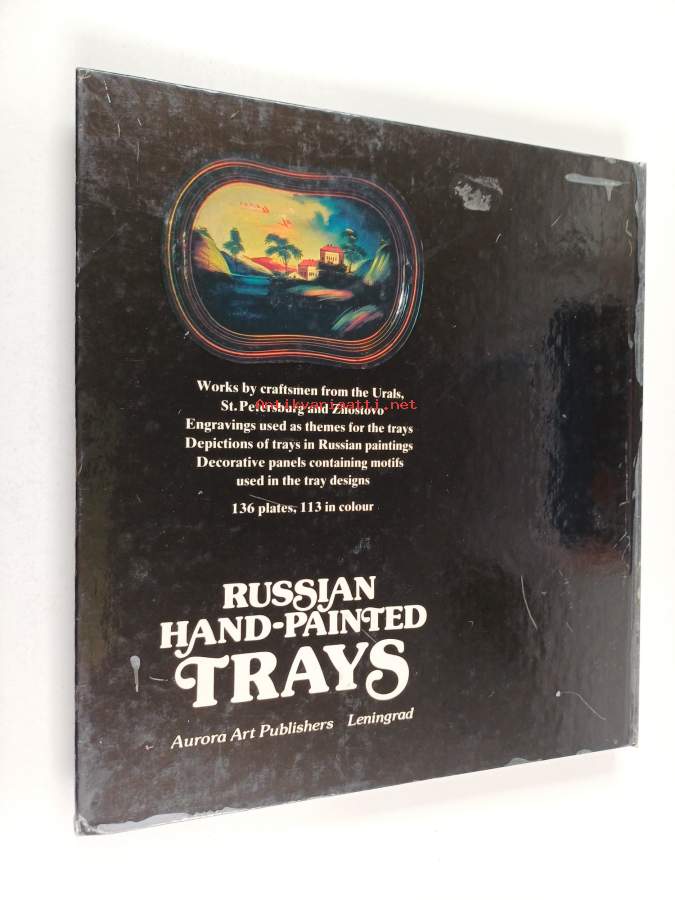 Works by craftsmen from the Urals,
St. Petersburg and Zhostovo
Antikvariaatti.net
Engravings used as themes for the trays
Depictions of trays in Russian paintings
Decorative panels containing motifs
used in the tray designs
136 plates, 113 in colour
RUSSIAN
HAND-PAINTED
TRAYS
Aurora Art Publishers Leningrad